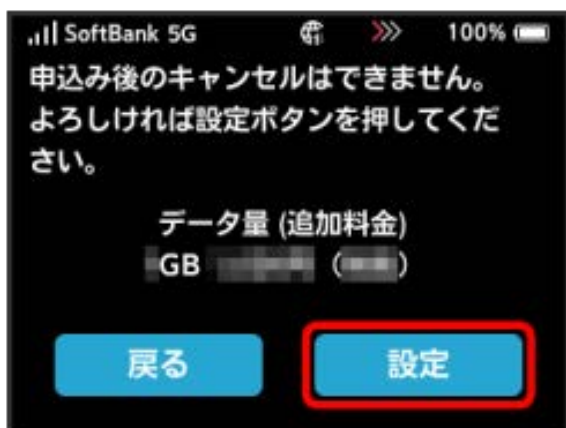 SoftBank 5G 100%
申込み後のキャンセルはできません。
よろしければ設定ボタンを押してくだ
さい。
データ量 (追加料金)
GB ( )
戻る 設定